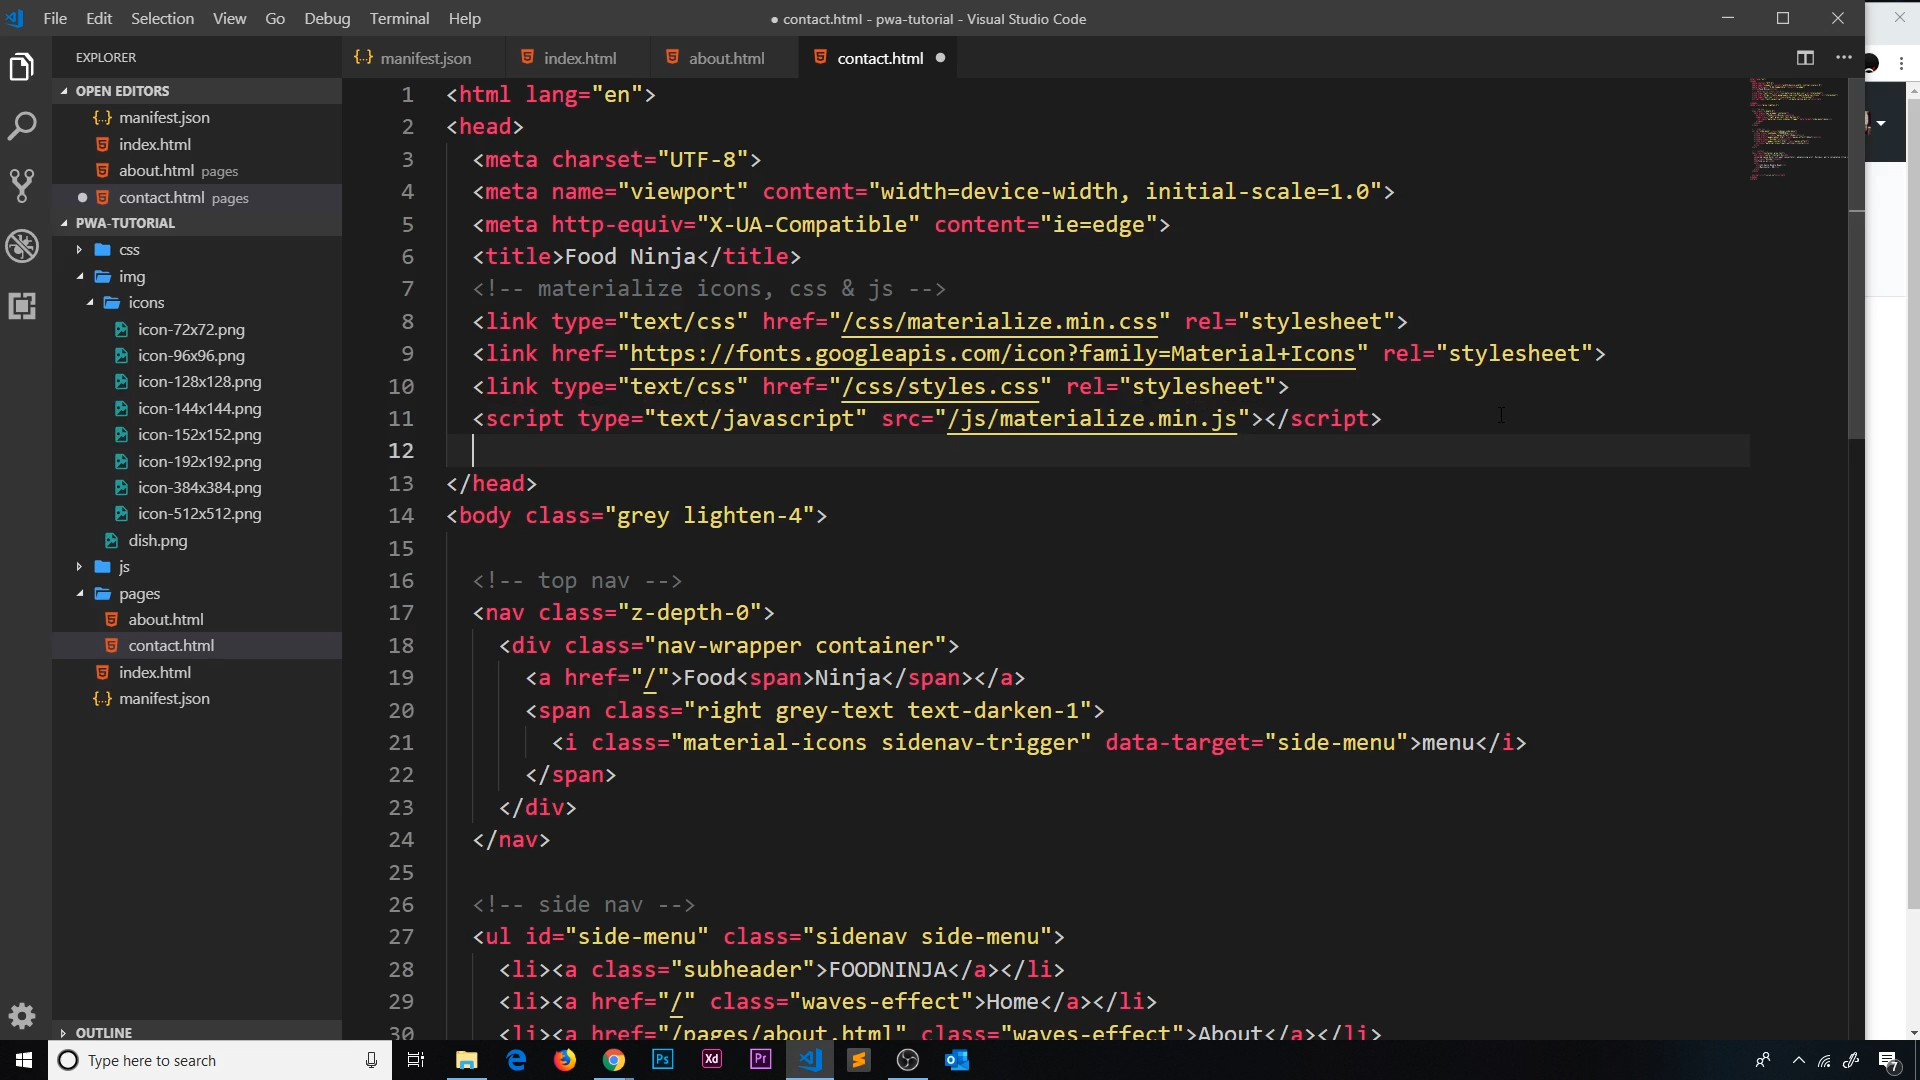 File Edit Selection View Go Debug Terminal Help
● contact.html - pwa-tutorial - Visual Studio Code
EXPLORER
OPEN EDITORS
{..} manifest.json
index.html
about.html pages
contact.html pages
PWA-TUTORIAL
css
img
icons
icon-72x72.png
icon-96x96.png
icon-128x128.png
icon-144x144.png
icon-152x152.png
icon-192x192.png
icon-384x384.png
icon-512x512.png
dish.png
js
pages
about.html
contact.html
index.html
{..} manifest.json
OUTLINE
{..} manifest.json index.html about.html contact.html
1 <html lang="en">
2 <head>
3 <meta charset="UTF-8">
4 <meta name="viewport" content="width=device-width, initial-scale=1.0">
5 <meta http-equiv="X-UA-Compatible" content="ie=edge">
6 <title>Food Ninja</title>
7 <!-- materialize icons, css & js -->
8 <link type="text/css" href="/css/materialize.min.css" rel="stylesheet">
9 <link href="https://fonts.googleapis.com/icon?family=Material+Icons" rel="stylesheet">
10 <link type="text/css" href="/css/styles.css" rel="stylesheet">
11 <script type="text/javascript" src="/js/materialize.min.js"></script>
12
13 </head>
14 <body class="grey lighten-4">
15
16 <!-- top nav -->
17 <nav class="z-depth-0">
18 <div class="nav-wrapper container">
19 <a href="/">Food<span>Ninja</span></a>
20 <span class="right grey-text text-darken-1">
21 <i class="material-icons sidenav-trigger" data-target="side-menu">menu</i>
22 </span>
23 </div>
24 </nav>
25
26 <!-- side nav -->
27 <ul id="side-menu" class="sidenav side-menu">
28 <li><a class="subheader">FOODNINJA</a></li>
29 <li><a href="/" class="waves-effect">Home</a></li>
30 <li><a href="/pages/about.html" class="waves-effect">About</a></li>
Type here to search
Ps
Xd
Pr
7